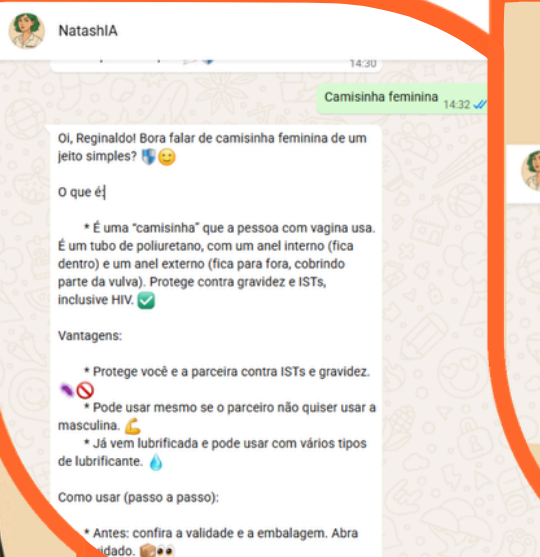 NatashIA
14:30
Camisinha feminina 14:32
Oi, Reginaldo! Bora falar de camisinha feminina de um
jeito simples? 🛡️🙂
O que é:
* É uma “camisinha” que a pessoa com vagina usa.
É um tubo de poliuretano, com um anel interno (fica
dentro) e um anel externo (fica para fora, cobrindo
parte da vulva). Protege contra gravidez e ISTs,
inclusive HIV. ✅
Vantagens:
* Protege você e a parceira contra ISTs e gravidez.
🍆🚫
* Pode usar mesmo se o parceiro não quiser usar a
masculina. 💪
* Já vem lubrificada e pode usar com vários tipos
de lubrificante. 💧
Como usar (passo a passo):
* Antes: confira a validade e a embalagem. Abra
📦👀